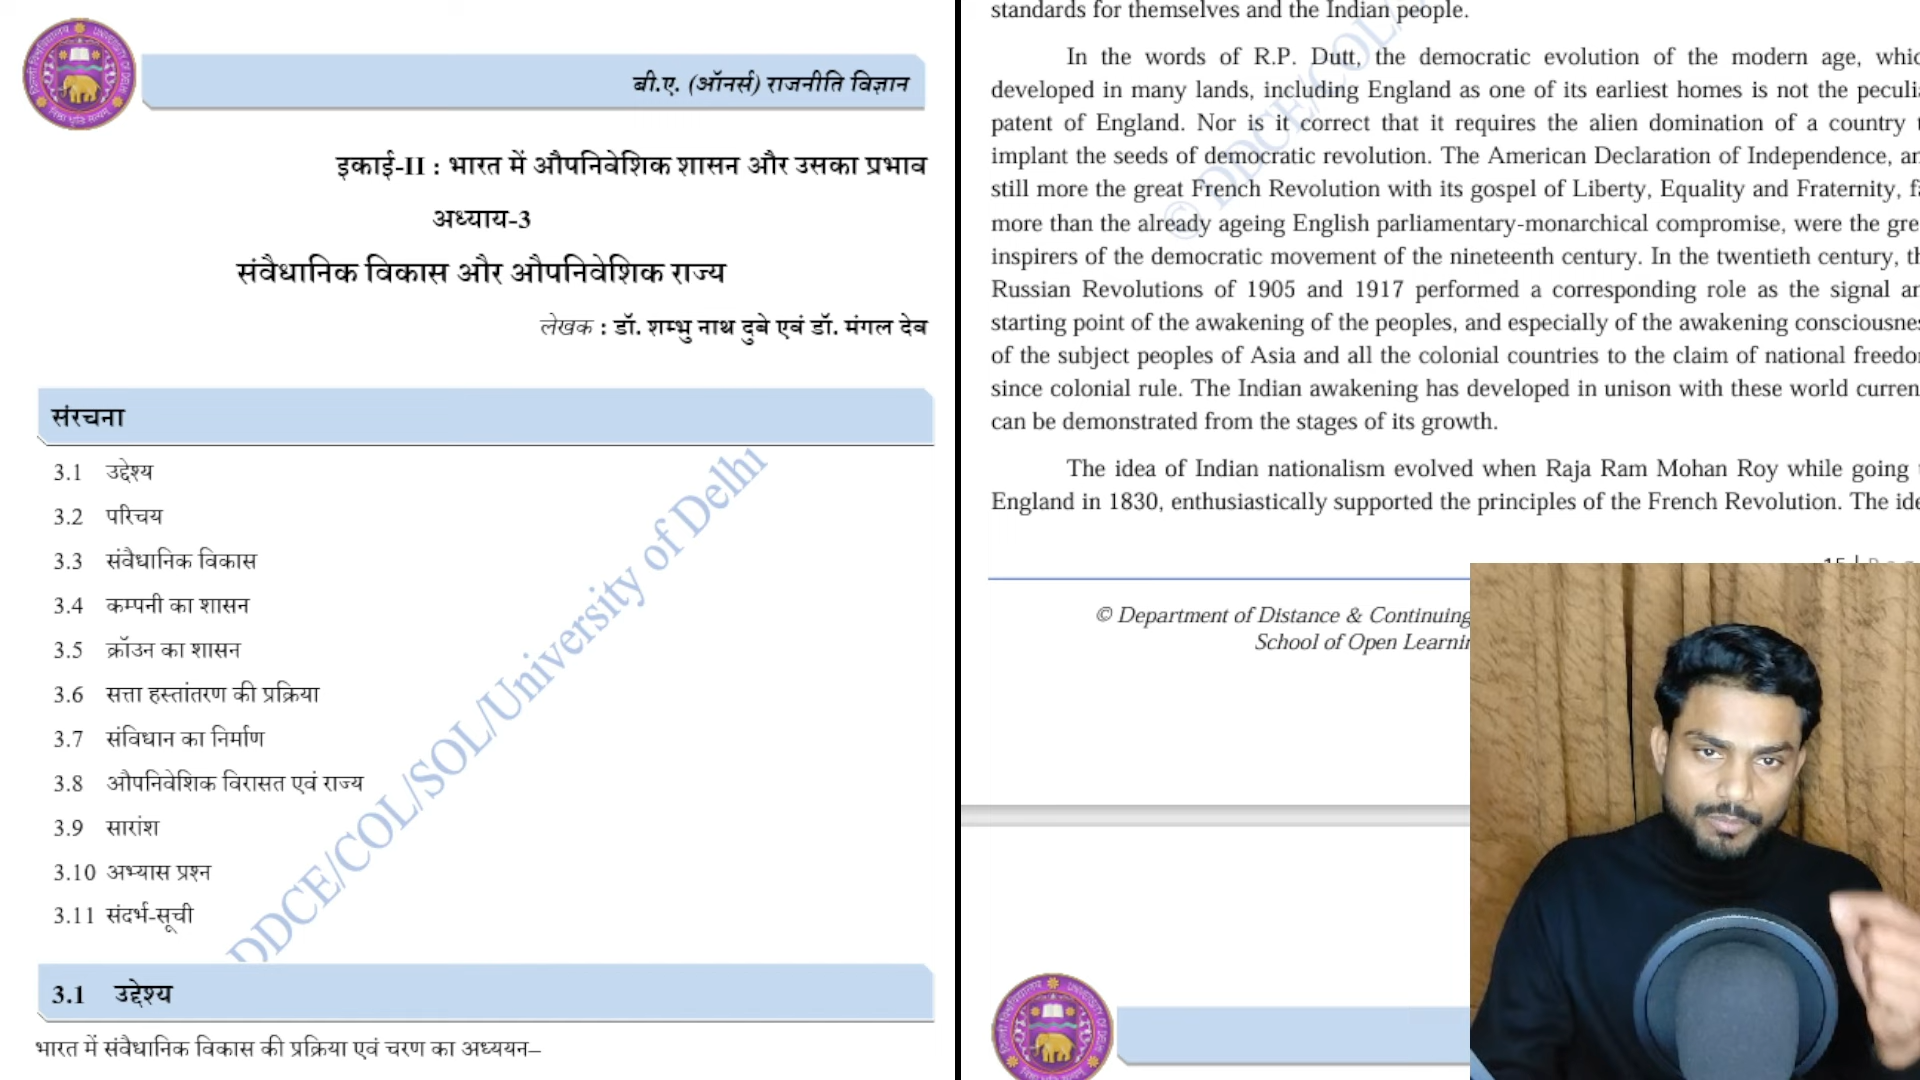 बी.ए. (ऑनर्स) राजनीति विज्ञान
इकाई-II : भारत में औपनिवेशिक शासन और उसका प्रभाव
अध्याय-3
संवैधानिक विकास और औपनिवेशिक राज्य
लेखक : डॉ. शम्भु नाथ दुबे एवं डॉ. मंगल देव
संरचना
3.1 उद्देश्य
3.2 परिचय
3.3 संवैधानिक विकास
3.4 कम्पनी का शासन
3.5 क्रॉउन का शासन
3.6 सत्ता हस्तांतरण की प्रक्रिया
3.7 संविधान का निर्माण
3.8 औपनिवेशिक विरासत एवं राज्य
3.9 सारांश
3.10 अभ्यास प्रश्न
3.11 संदर्भ-सूची
DDCE/COL/SOL/University of Delhi
3.1 उद्देश्य
भारत में संवैधानिक विकास की प्रक्रिया एवं चरण का अध्ययन–
standards for themselves and the Indian people.
In the words of R.P. Dutt, the democratic evolution of the modern age,
developed in many lands, including England as one of its earliest homes is not the
patent of England. Nor is it correct that it requires the alien domination of a country
implant the seeds of democratic revolution. The American Declaration of Independence,
still more the great French Revolution with its gospel of Liberty, Equality and Fraternity,
more than the already ageing English parliamentary-monarchical compromise, were the
inspirers of the democratic movement of the nineteenth century. In the twentieth century,
Russian Revolutions of 1905 and 1917 performed a corresponding role as the signal
starting point of the awakening of the peoples, and especially of the awakening
of the subject peoples of Asia and all the colonial countries to the claim of national
since colonial rule. The Indian awakening has developed in unison with these world
can be demonstrated from the stages of its growth.
The idea of Indian nationalism evolved when Raja Ram Mohan Roy while going
England in 1830, enthusiastically supported the principles of the French Revolution. The
© DDCE/COL/
© Department of Distance & Continuing
School of Open